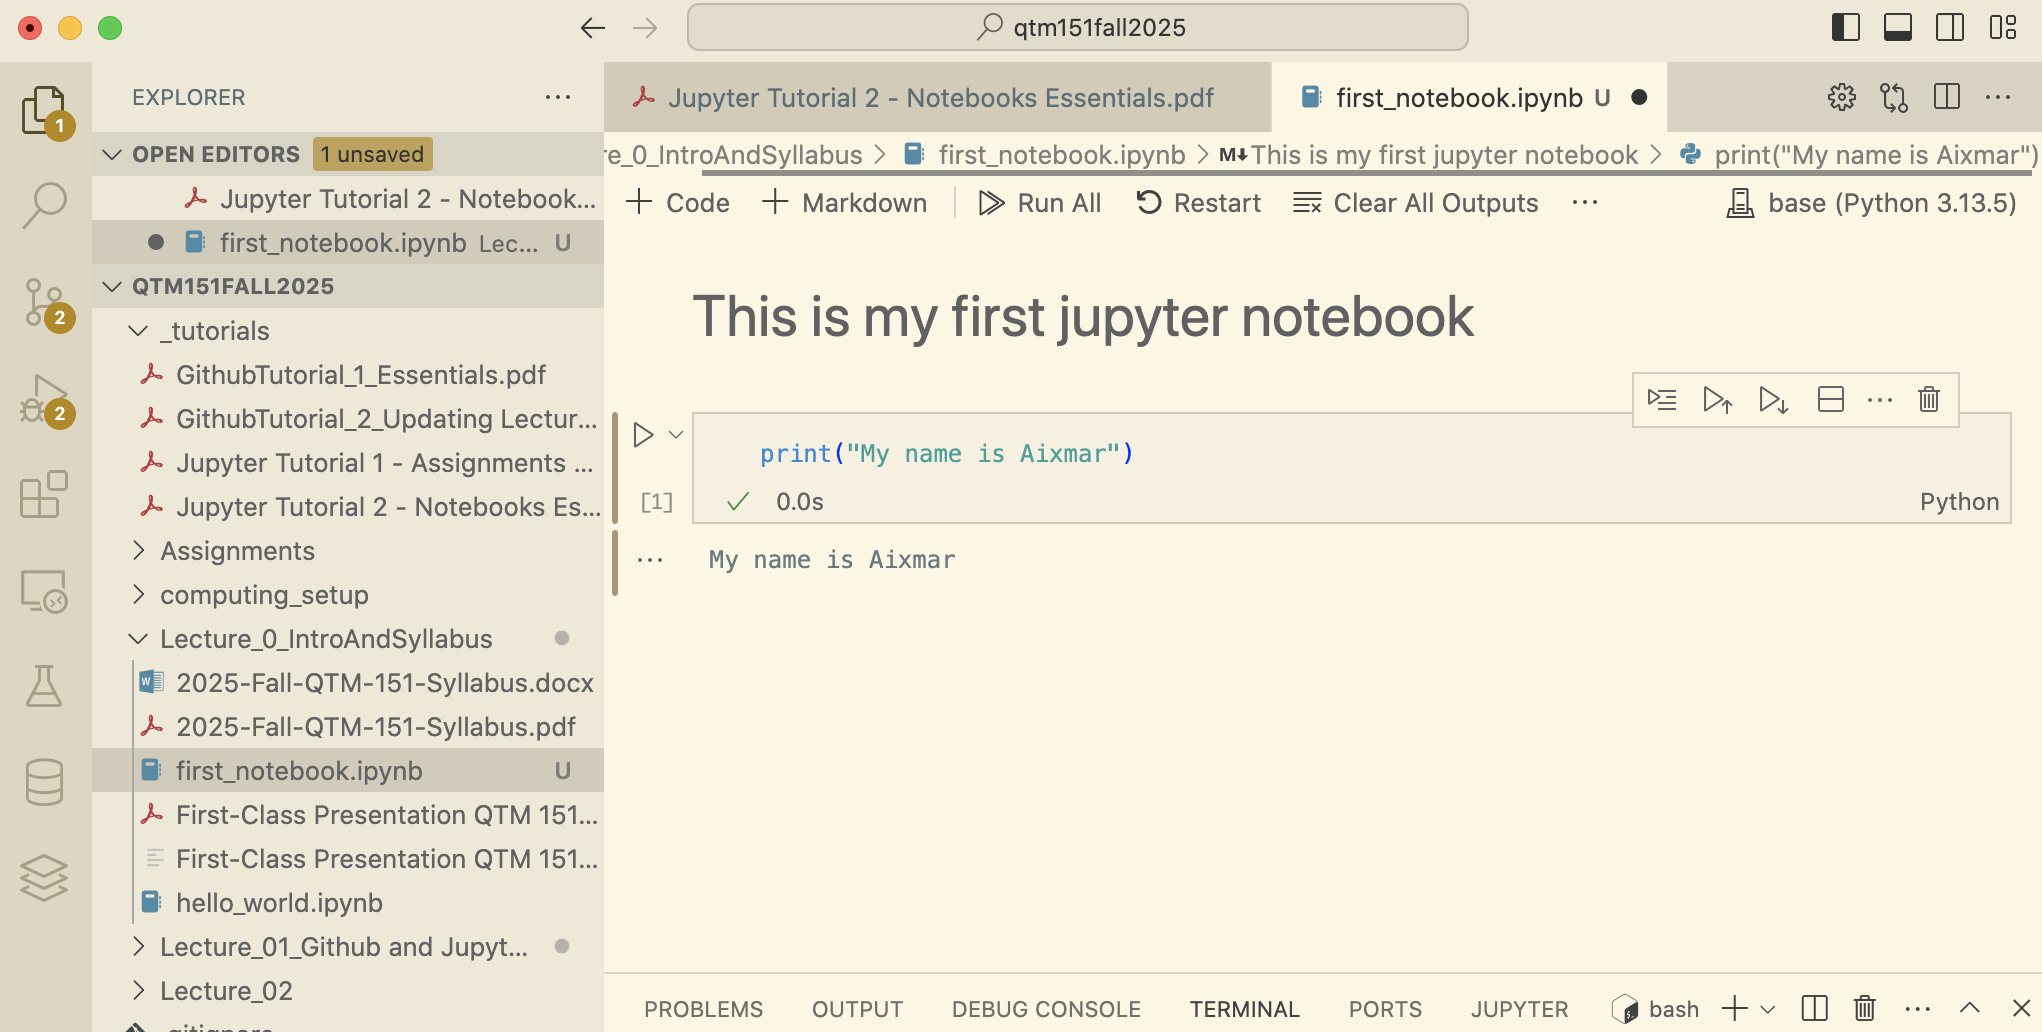 qtm151fall2025
EXPLORER
1
OPEN EDITORS 1 unsaved
Jupyter Tutorial 2 - Notebook...
first_notebook.ipynb Lec... U
QTM151FALL2025
_tutorials
GithubTutorial_1_Essentials.pdf
GithubTutorial_2_Updating Lectur...
Jupyter Tutorial 1 - Assignments ...
Jupyter Tutorial 2 - Notebooks Es...
Assignments
computing_setup
Lecture_0_IntroAndSyllabus
2025-Fall-QTM-151-Syllabus.docx
2025-Fall-QTM-151-Syllabus.pdf
first_notebook.ipynb U
First-Class Presentation QTM 151...
First-Class Presentation QTM 151...
hello_world.ipynb
Lecture_01_Github and Jupyt...
Lecture_02
.gitignore
2
2
Jupyter Tutorial 2 - Notebooks Essentials.pdf
first_notebook.ipynb U
re_0_IntroAndSyllabus > first_notebook.ipynb > M↓ This is my first jupyter notebook > print("My name is Aixmar")
+ Code + Markdown Run All Restart Clear All Outputs ... base (Python 3.13.5)
This is my first jupyter notebook
print("My name is Aixmar")
[1] ✓ 0.0s Python
... My name is Aixmar
PROBLEMS OUTPUT DEBUG CONSOLE TERMINAL PORTS JUPYTER bash